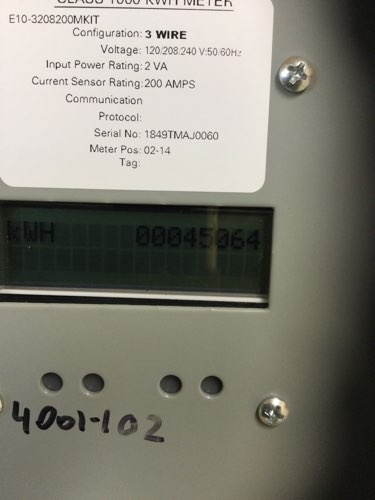 CLASS 1000 KWH METER
E10-3208200MKIT
Configuration: 3 WIRE
Voltage: 120/208:240 V:50/60Hz
Input Power Rating: 2 VA
Current Sensor Rating: 200 AMPS
Communication
Protocol:
Serial No: 1849TMAJ0060
Meter Pos: 02-14
Tag:
kWH 00045064
4001-102